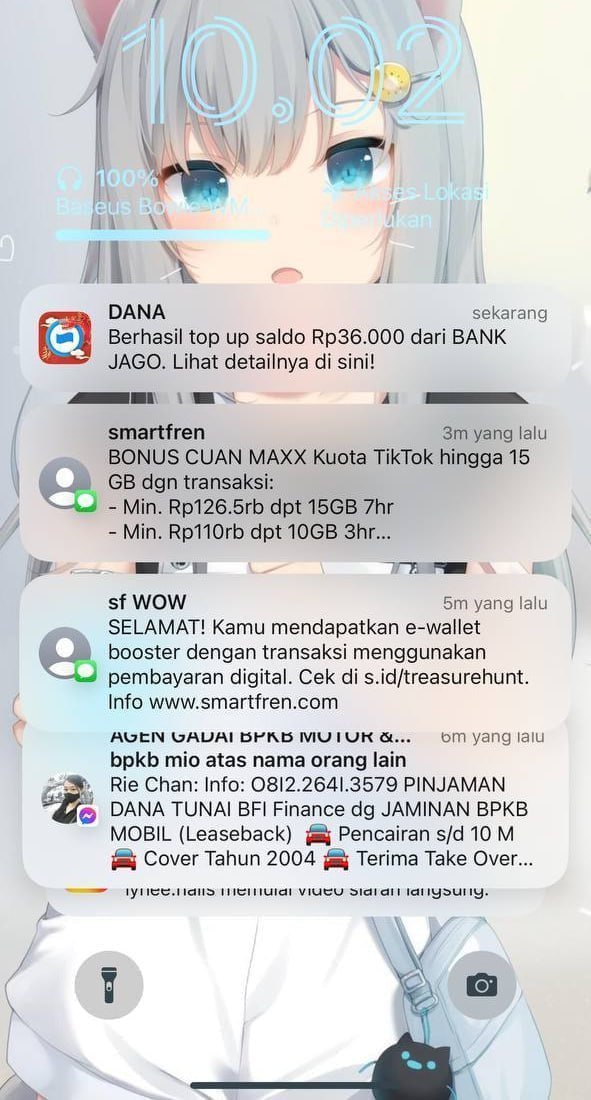 10.02
100%
Akses Lokasi
Baseus Bowie
Diperlukan
DANA
sekarang
Berhasil top up saldo Rp36.000 dari BANK
JAGO. Lihat detailnya di sini!
smartfren
3m yang lalu
BONUS CUAN MAXX Kuota TikTok hingga 15
GB dgn transaksi:
- Min. Rp126.5rb dpt 15GB 7hr
- Min. Rp110rb dpt 10GB 3hr...
sf WOW
5m yang lalu
SELAMAT! Kamu mendapatkan e-wallet
booster dengan transaksi menggunakan
pembayaran digital. Cek di s.id/treasurehunt.
Info www.smartfren.com
AGEN GADAI BPKB MOTOR &...
6m yang lalu
bpkb mio atas nama orang lain
Rie Chan: Info: O8I2.264I.3579 PINJAMAN
DANA TUNAI BFI Finance dg JAMINAN BPKB
MOBIL (Leaseback) 🚘 Pencairan s/d 10 M
🚘 Cover Tahun 2004 🚘 Terima Take Over...
memulai video siaran langsung.